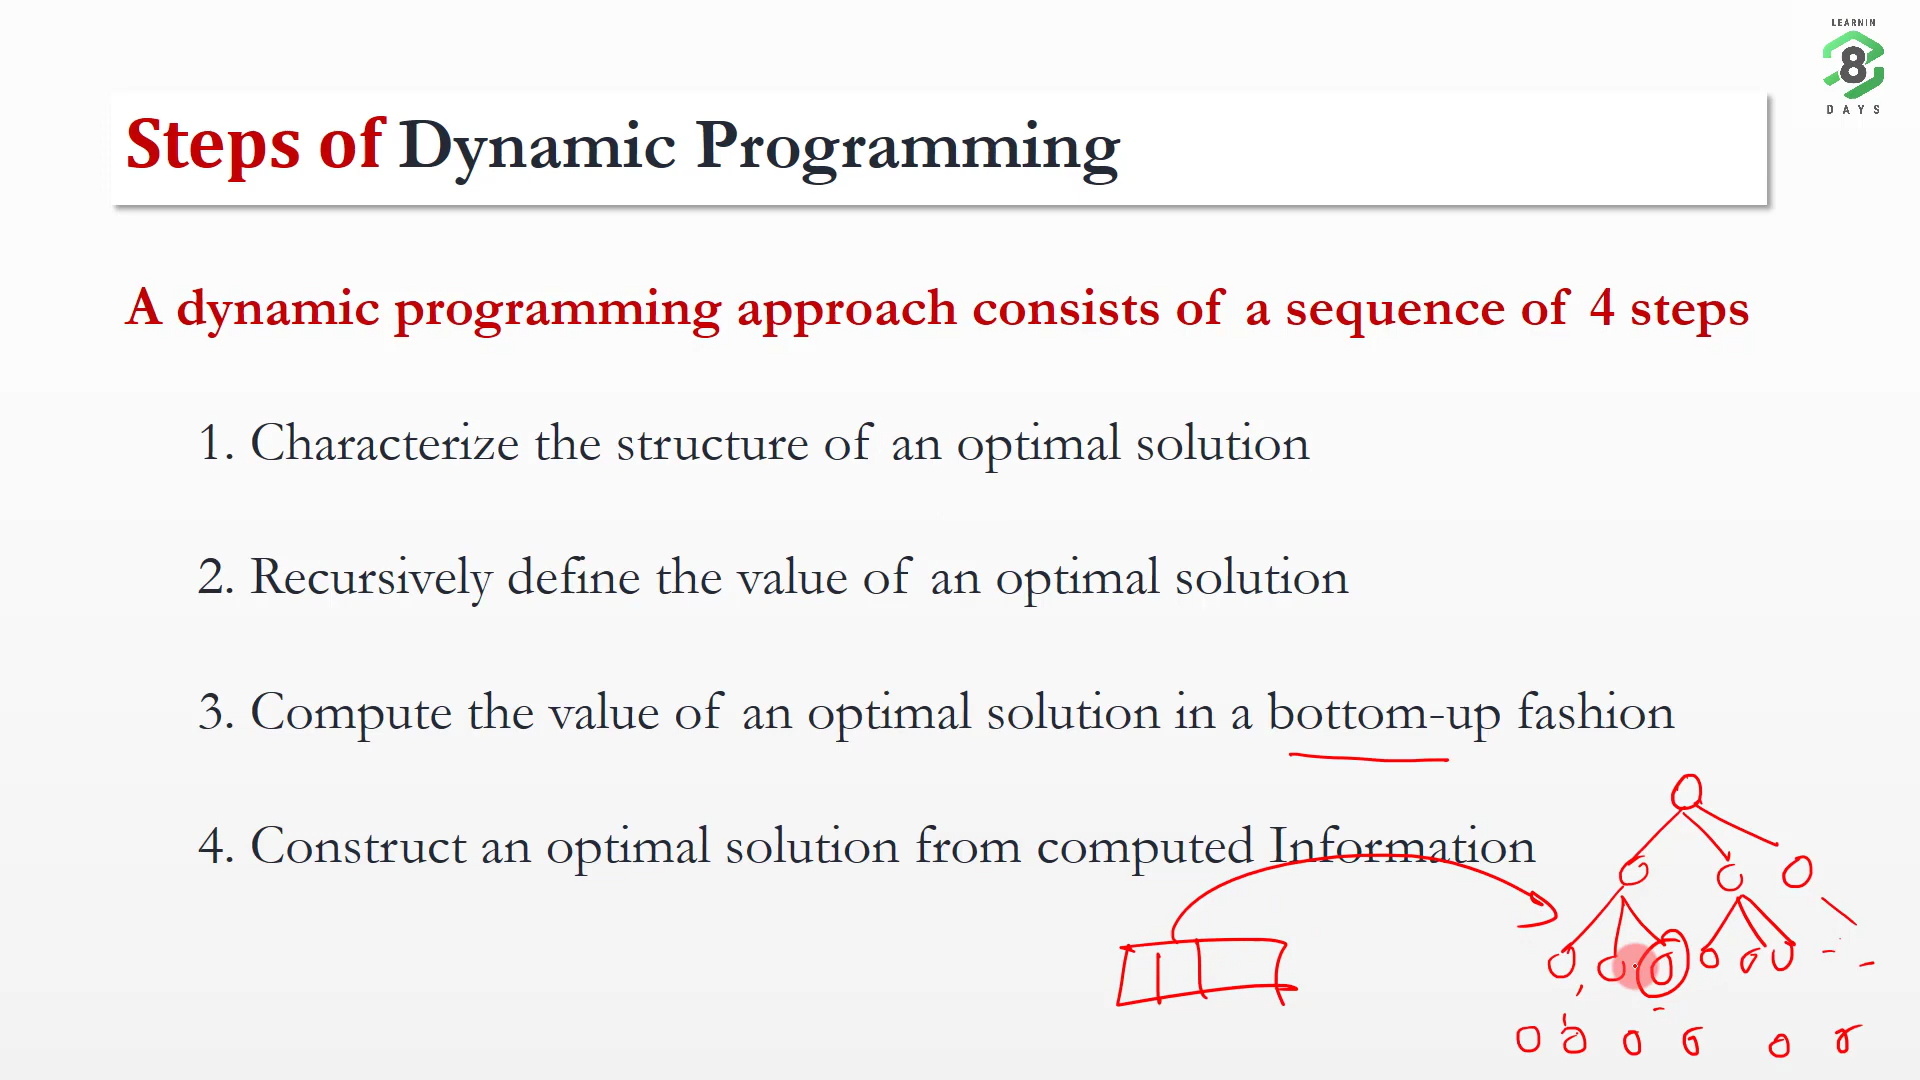 LEARNIN
8
DAYS
Steps of Dynamic Programming
A dynamic programming approach consists of a sequence of 4 steps
1. Characterize the structure of an optimal solution
2. Recursively define the value of an optimal solution
3. Compute the value of an optimal solution in a bottom-up fashion
4. Construct an optimal solution from computed Information